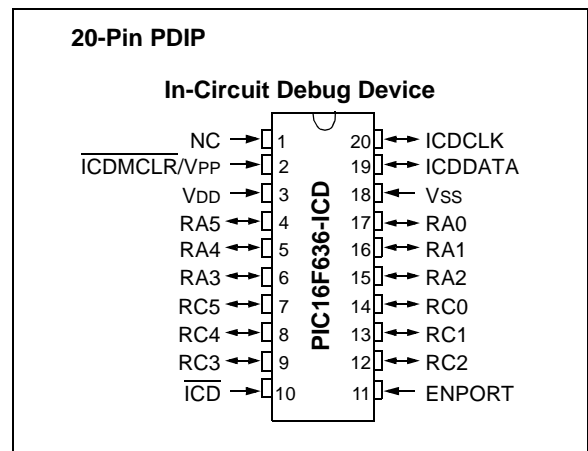 20-Pin PDIP
In-Circuit Debug Device
NC 1 20 ICDCLK
ICDMCLR/VPP 2 19 ICDDATA
VDD 3 18 VSS
RA5 4 17 RA0
RA4 5 16 RA1
RA3 6 15 RA2
RC5 7 14 RC0
RC4 8 13 RC1
RC3 9 12 RC2
ICD 10 11 ENPORT
PIC16F636-ICD